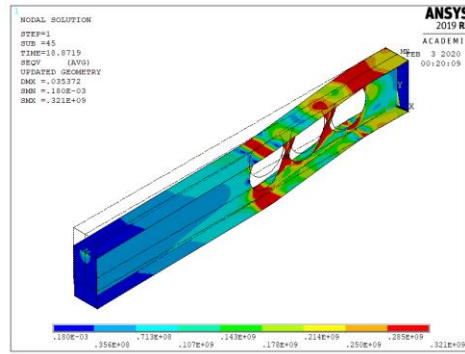 1
NODAL SOLUTION
STEP=1
SUB =45
TIME=18.8719
SEQV (AVG)
UPDATED GEOMETRY
DMX =.035372
SMN =.180E-03
SMX =.321E+09
ANSYS
2019 R
ACADEMI
FEB 3 2020
00:20:09
MN
Y
X
.180E-03 .713E+08 .143E+09 .214E+09 .285E+09
.356E+08 .107E+09 .178E+09 .250E+09 .321E+09